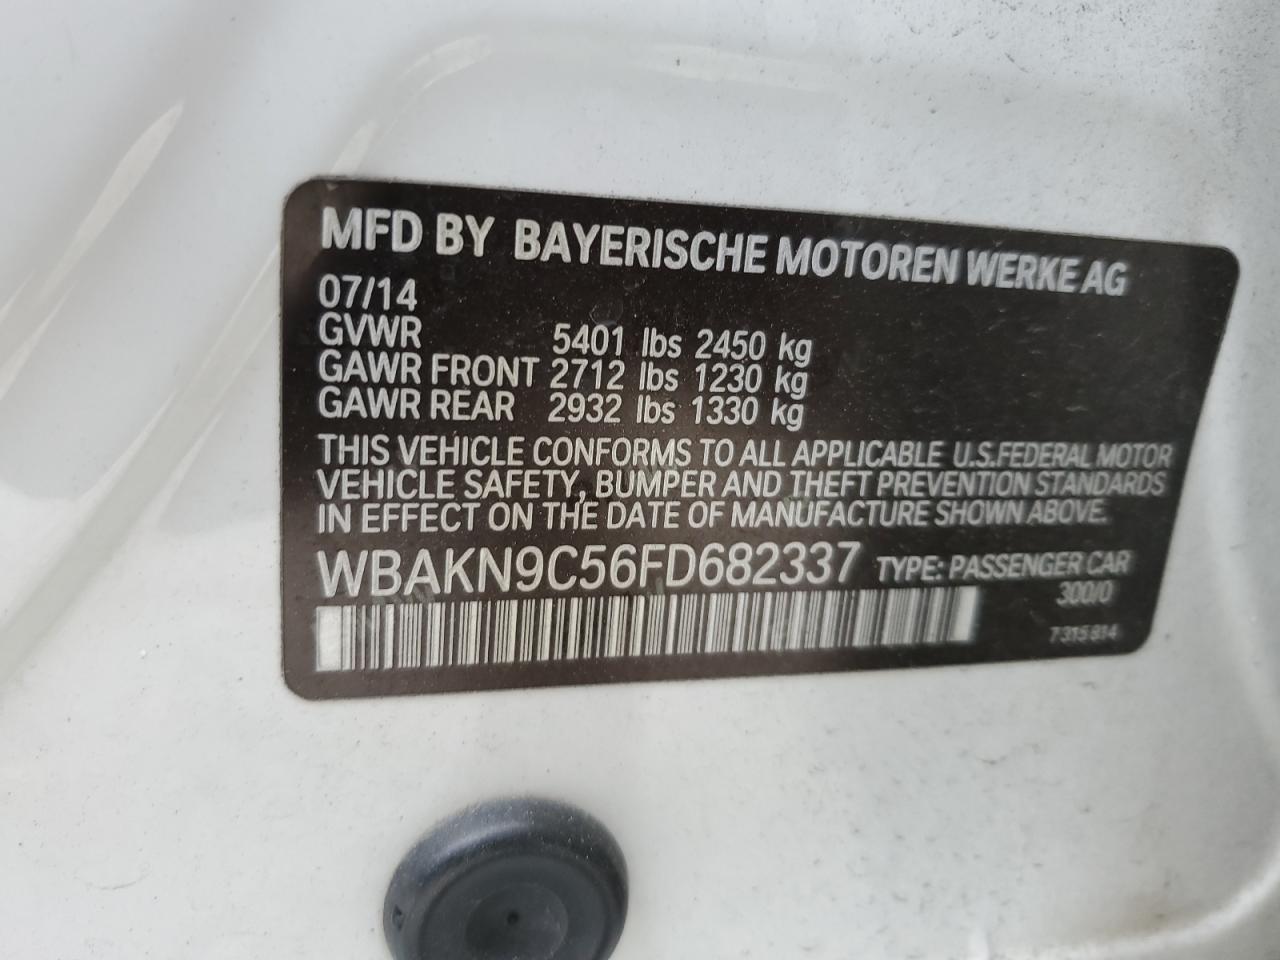 MFD BY BAYERISCHE MOTOREN WERKE AG
07/14
GVWR 5401 lbs 2450 kg
GAWR FRONT 2712 lbs 1230 kg
GAWR REAR 2932 lbs 1330 kg
THIS VEHICLE CONFORMS TO ALL APPLICABLE U.S.FEDERAL MOTOR
VEHICLE SAFETY, BUMPER AND THEFT PREVENTION STANDARDS
IN EFFECT ON THE DATE OF MANUFACTURE SHOWN ABOVE.
WBAKN9C56FD682337 TYPE: PASSENGER CAR
300/0
7315814